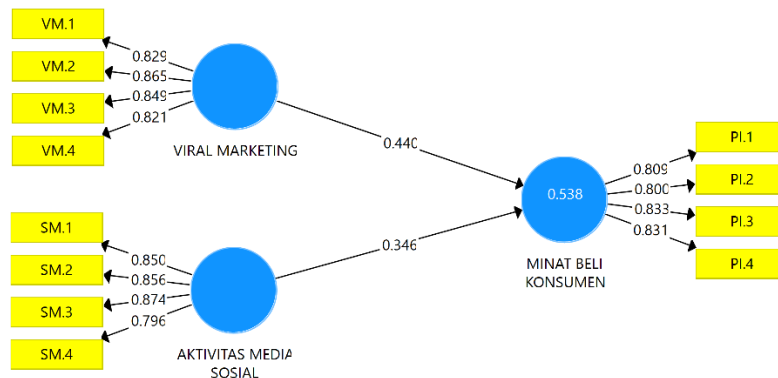 VM.1
VM.2
VM.3
VM.4
0.829
0.865
0.849
0.821
VIRAL MARKETING
0.440
SM.1
SM.2
SM.3
SM.4
0.850
0.856
0.874
0.796
AKTIVITAS MEDIA
SOSIAL
0.346
0.538
MINAT BELI
KONSUMEN
0.809
0.800
0.833
0.831
PI.1
PI.2
PI.3
PI.4